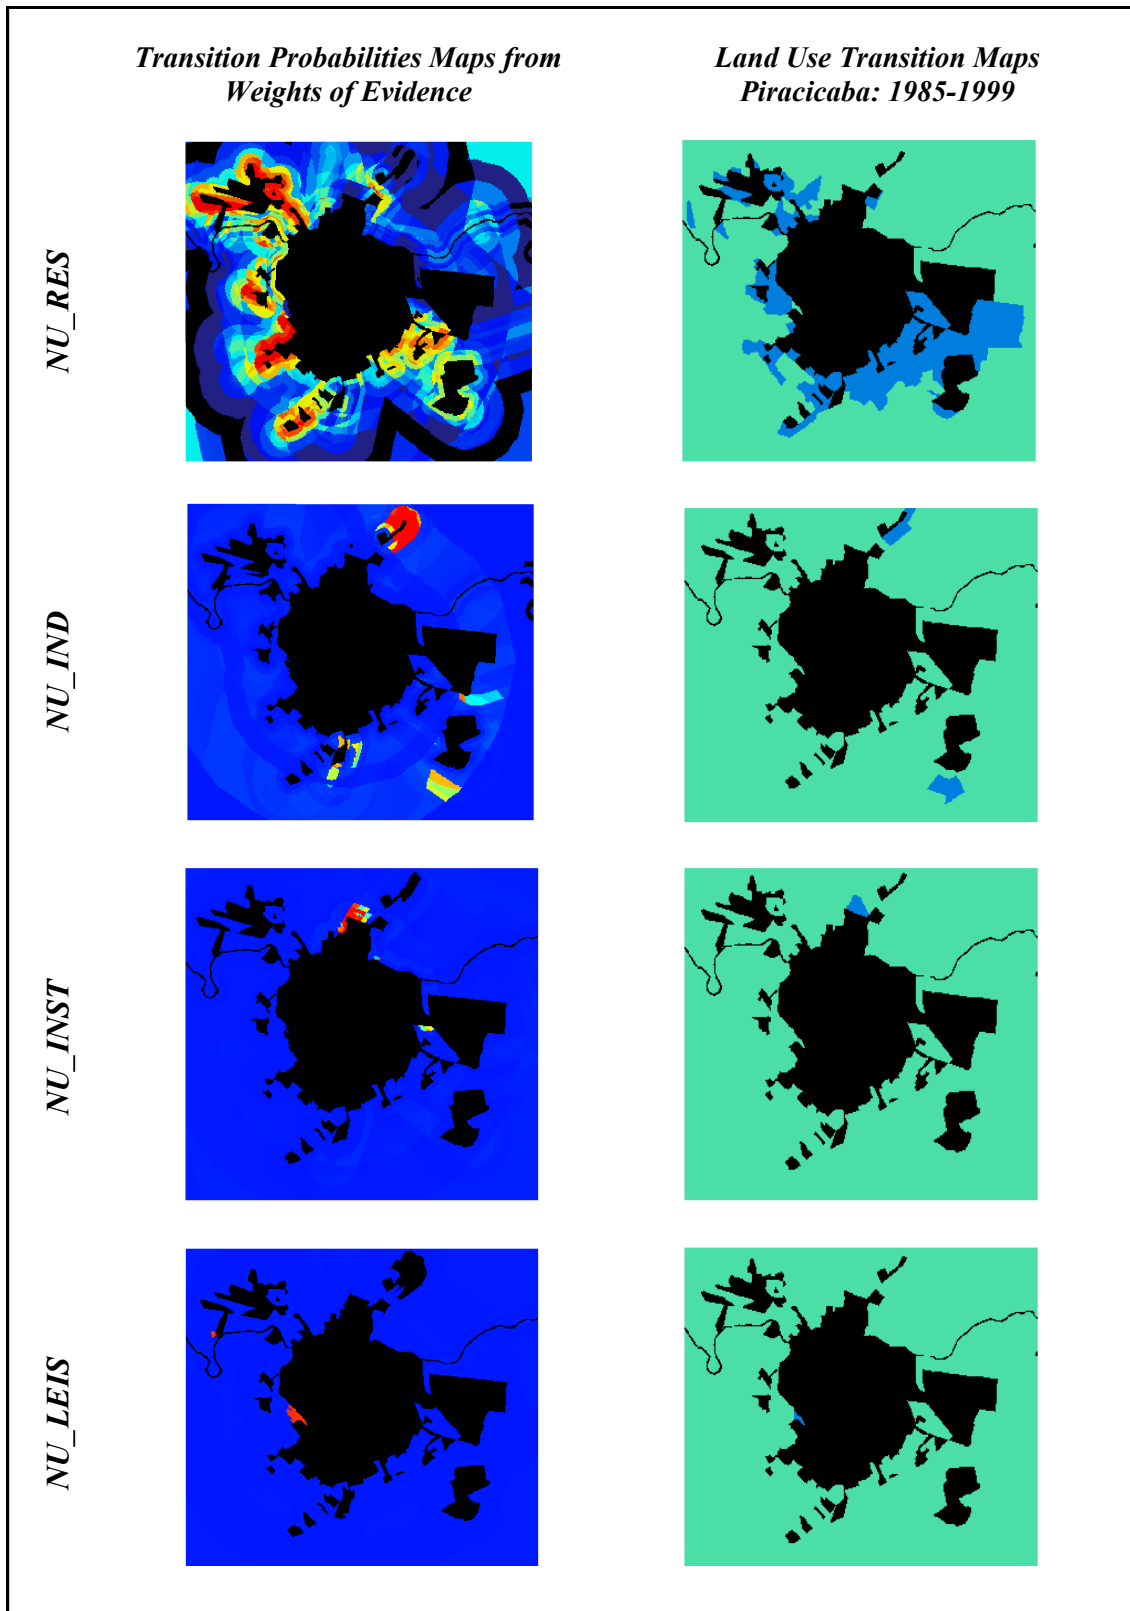 Transition Probabilities Maps from
Weights of Evidence
Land Use Transition Maps
Piracicaba: 1985-1999
NU_RES
NU_IND
NU_INST
NU_LEIS